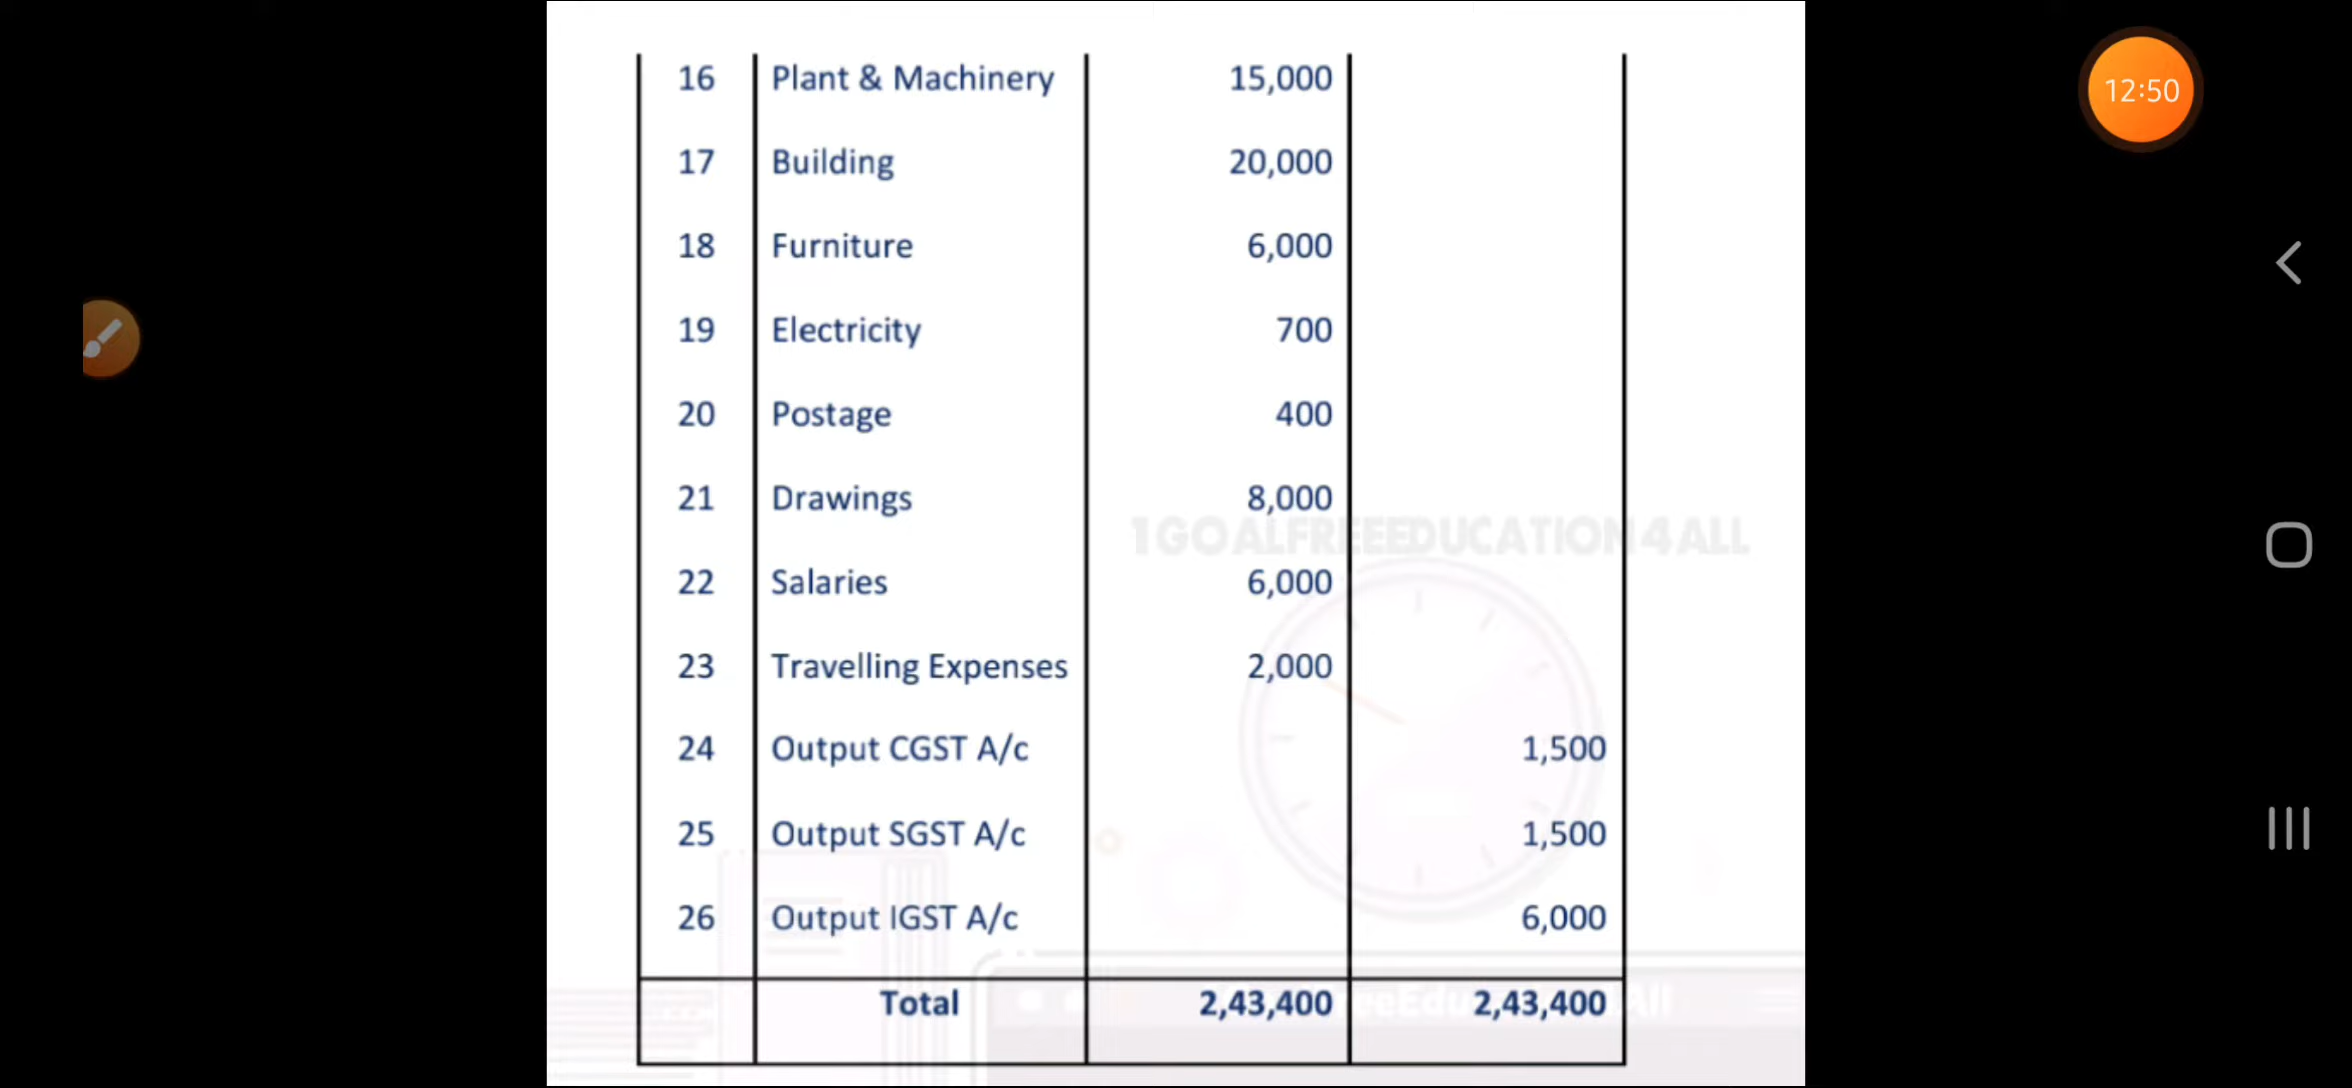 12:50
16 Plant & Machinery 15,000
17 Building 20,000
18 Furniture 6,000
19 Electricity 700
20 Postage 400
21 Drawings 8,000
1GOALFREEEDUCATION4ALL
22 Salaries 6,000
23 Travelling Expenses 2,000
24 Output CGST A/c 1,500
25 Output SGST A/c 1,500
26 Output IGST A/c 6,000
Total 2,43,400 2,43,400